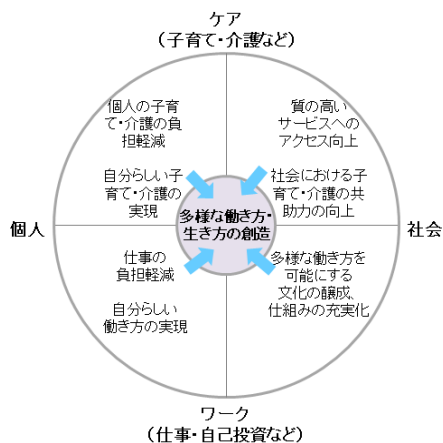 ケア
（子育て・介護など）
個人の子育
て・介護の負
担軽減
自分らしい子
育て・介護の
実現
質の高い
サービスへの
アクセス向上
社会における子
育て・介護の共
助力の向上
個人
多様な働き方・
生き方の創造
社会
仕事の
負担軽減
自分らしい
働き方の実現
多様な働き方を
可能にする
文化の醸成、
仕組みの充実化
ワーク
（仕事・自己投資など）